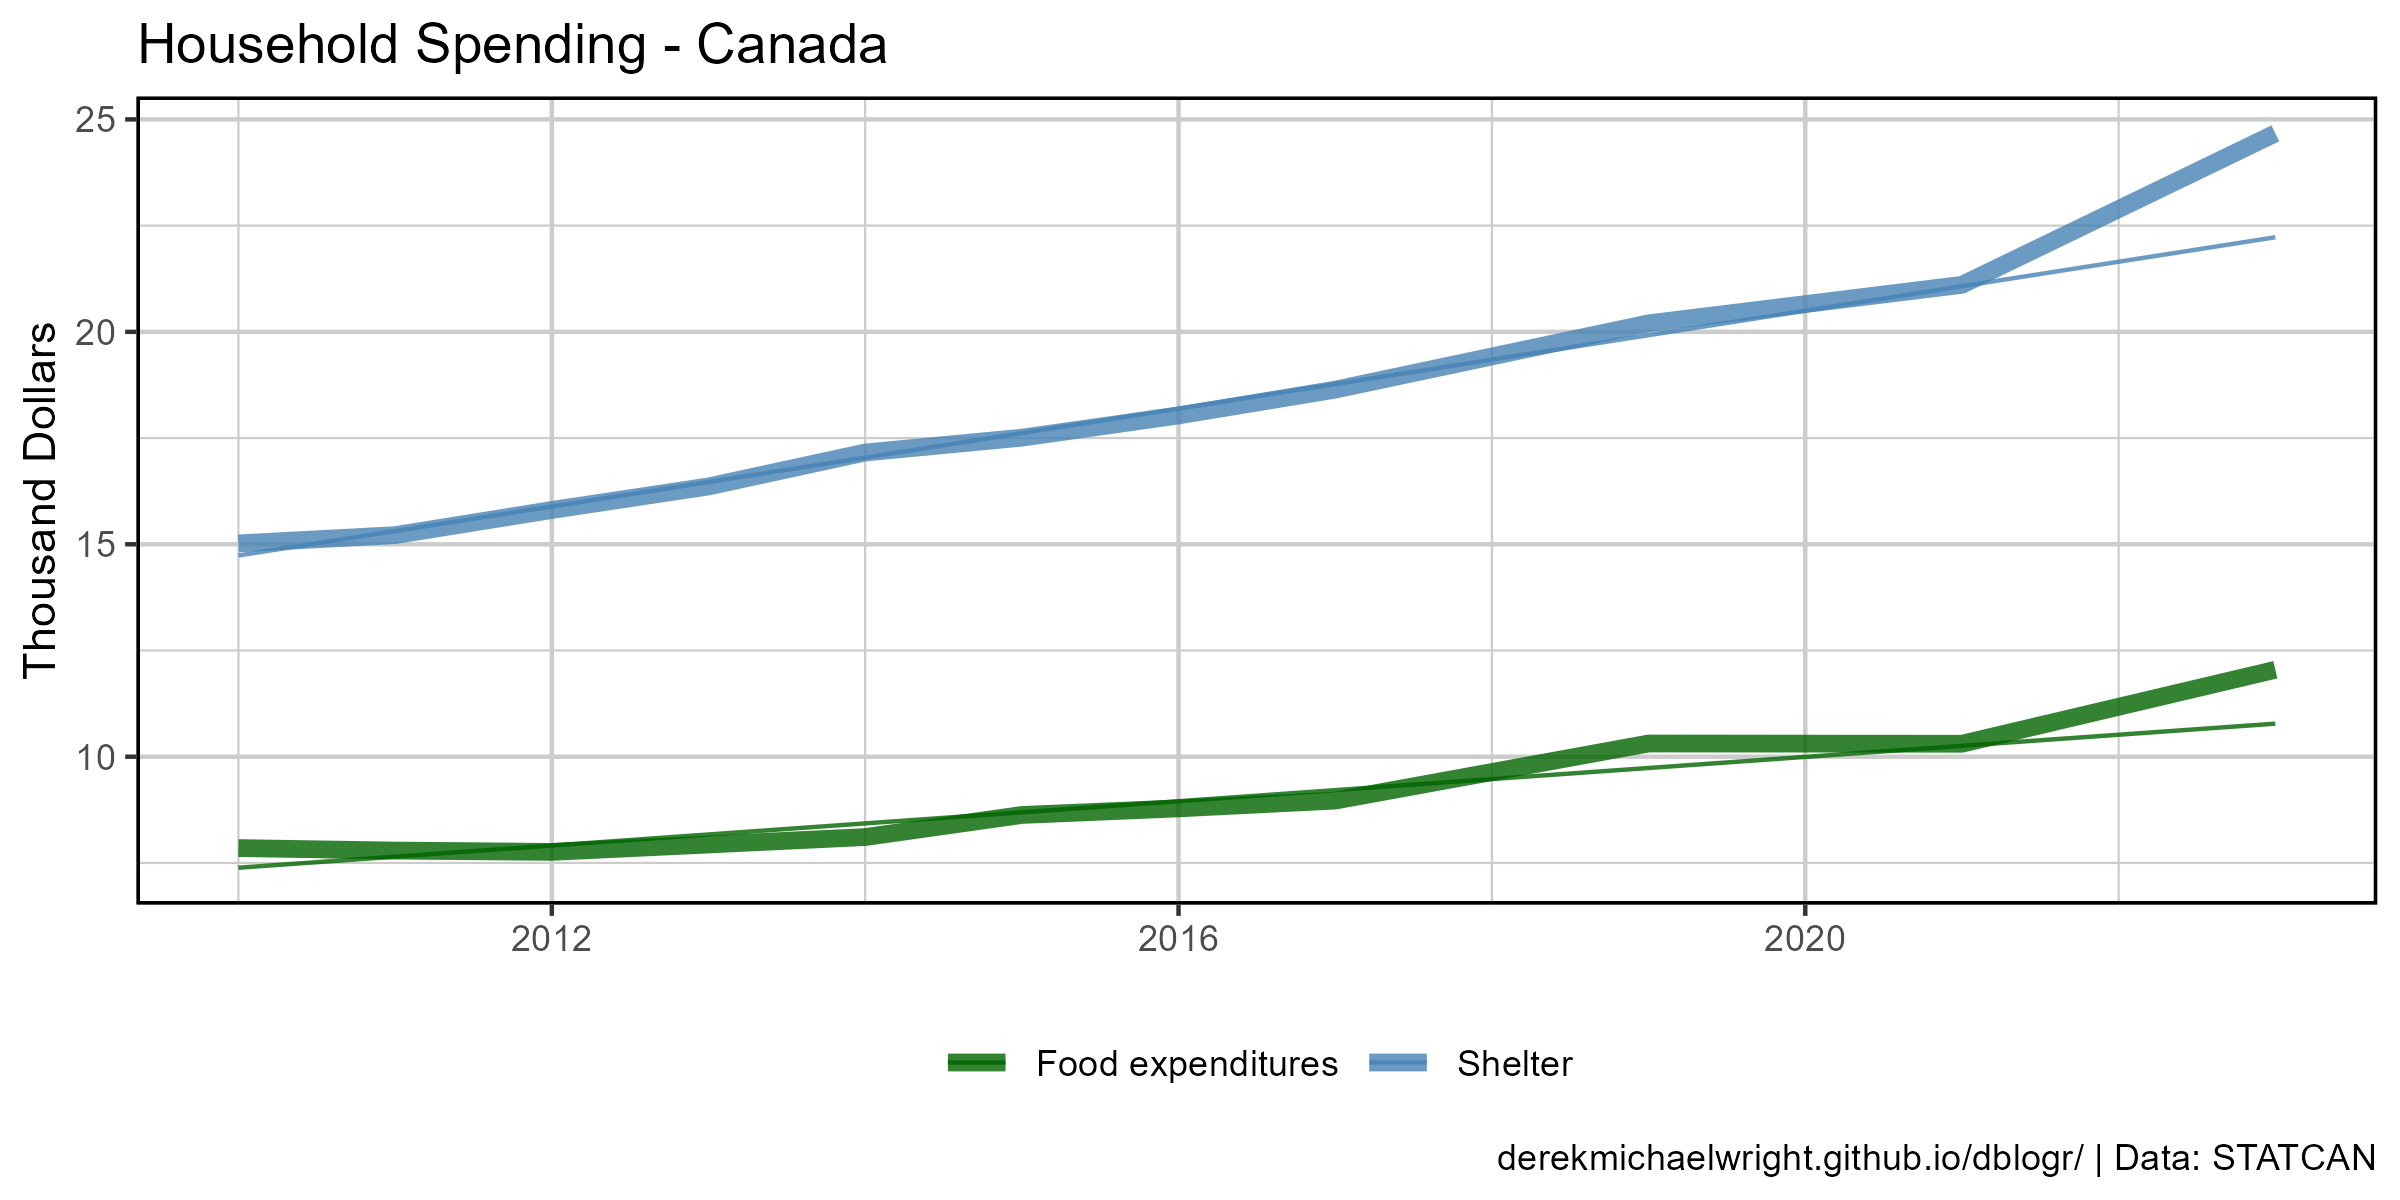 Household Spending - Canada
Thousand Dollars
25
20
15
10
2012
2016
2020
Food expenditures
Shelter
derekmichaelwright.github.io/dblogr/ | Data: STATCAN